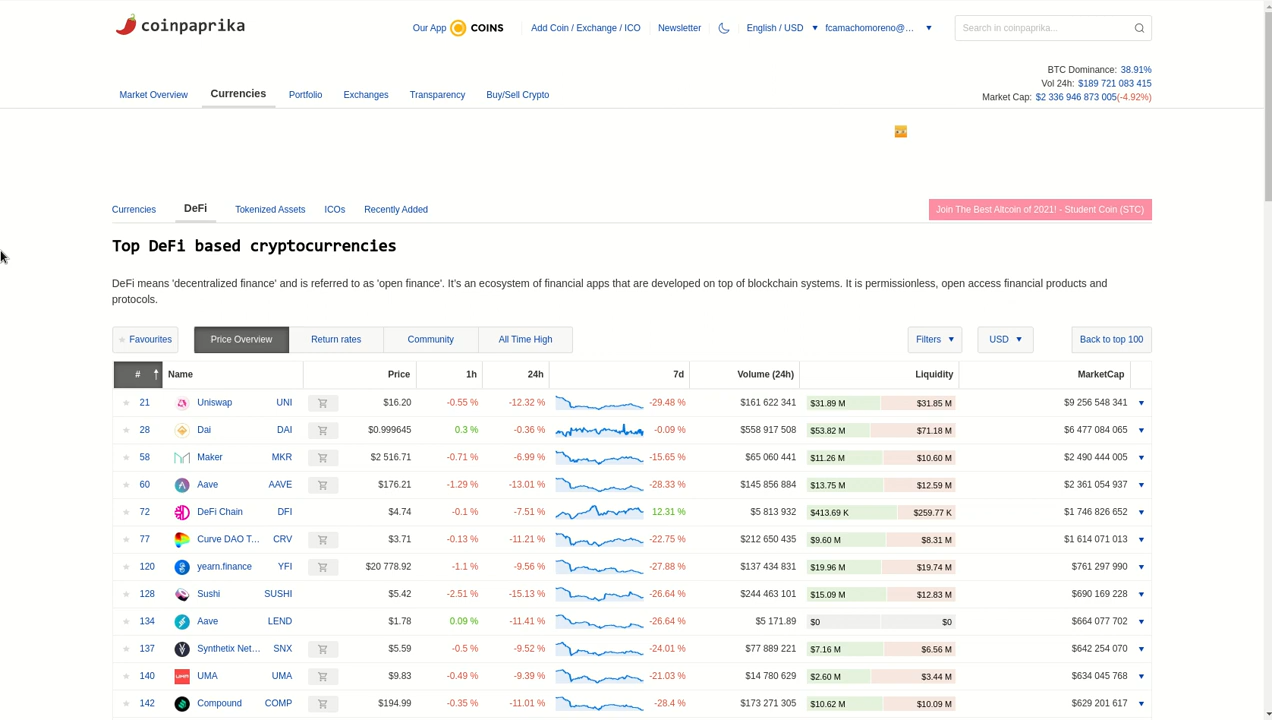 coinpaprika
Our App COINS Add Coin / Exchange / ICO Newsletter English / USD ▼ fcamachomoreno@... ▼ Search in coinpaprika...
BTC Dominance: 38.91%
Vol 24h: $189 721 083 415
Market Cap: $2 336 946 873 005(-4.92%)
Market Overview Currencies Portfolio Exchanges Transparency Buy/Sell Crypto
Currencies DeFi Tokenized Assets ICOs Recently Added Join The Best Altcoin of 2021! - Student Coin (STC)
Top DeFi based cryptocurrencies
DeFi means 'decentralized finance' and is referred to as 'open finance'. It's an ecosystem of financial apps that are developed on top of blockchain systems. It is permissionless, open access financial products and
protocols.
Favourites Price Overview Return rates Community All Time High Filters ▼ USD ▼ Back to top 100
# Name Price 1h 24h 7d Volume (24h) Liquidity MarketCap
21 Uniswap UNI $16.20 -0.55 % -12.32 % -29.48 % $161 622 341 $31.89 M $31.85 M $9 256 548 341
28 Dai DAI $0.999645 0.3 % -0.36 % -0.09 % $558 917 508 $53.82 M $71.18 M $6 477 084 065
58 Maker MKR $2 516.71 -0.71 % -6.99 % -15.65 % $65 060 441 $11.26 M $10.60 M $2 490 444 005
60 Aave AAVE $176.21 -1.29 % -13.01 % -28.33 % $145 856 884 $13.75 M $12.59 M $2 361 054 937
72 DeFi Chain DFI $4.74 -0.1 % -7.51 % 12.31 % $5 813 932 $413.69 K $259.77 K $1 746 826 652
77 Curve DAO T... CRV $3.71 -0.13 % -11.21 % -22.75 % $212 650 435 $9.60 M $8.31 M $1 614 071 013
120 yearn.finance YFI $20 778.92 -1.1 % -9.56 % -27.88 % $137 434 831 $19.96 M $19.74 M $761 297 990
128 Sushi SUSHI $5.42 -2.51 % -15.13 % -26.64 % $244 463 101 $15.09 M $12.83 M $690 169 228
134 Aave LEND $1.78 0.09 % -11.41 % -26.64 % $5 171.89 $0 $0 $664 077 702
137 Synthetix Net... SNX $5.59 -0.5 % -9.52 % -24.01 % $77 889 221 $7.16 M $6.56 M $642 254 070
140 UMA UMA $9.83 -0.49 % -9.39 % -21.03 % $14 780 629 $2.60 M $3.44 M $634 045 768
142 Compound COMP $194.99 -0.35 % -11.01 % -28.4 % $173 271 305 $10.62 M $10.09 M $629 201 617